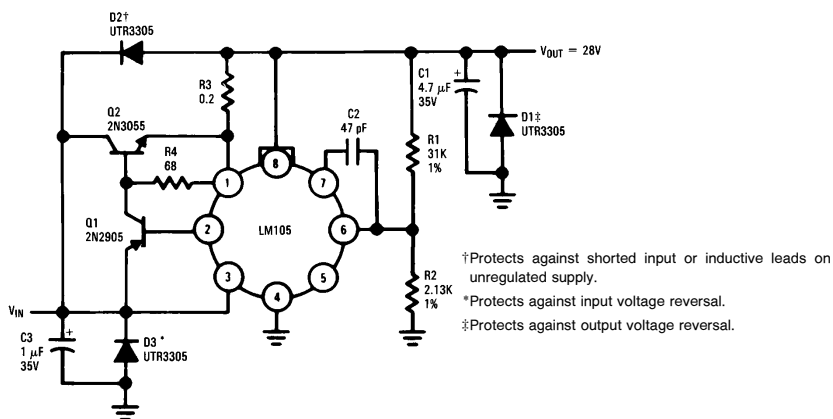 D2†
UTR3305
V_OUT = 28V
R3
0.2
C1
4.7 μF
35V
+
D1‡
UTR3305
Q2
2N3055
C2
47 pF
R4
68
R1
31K
1%
1
8
7
Q1
2N2905
2
LM105
6
3
4
5
R2
2.13K
1%
†Protects against shorted input or inductive leads on
unregulated supply.
*Protects against input voltage reversal.
‡Protects against output voltage reversal.
V_IN
C3
1 μF
35V
+
D3 *
UTR3305